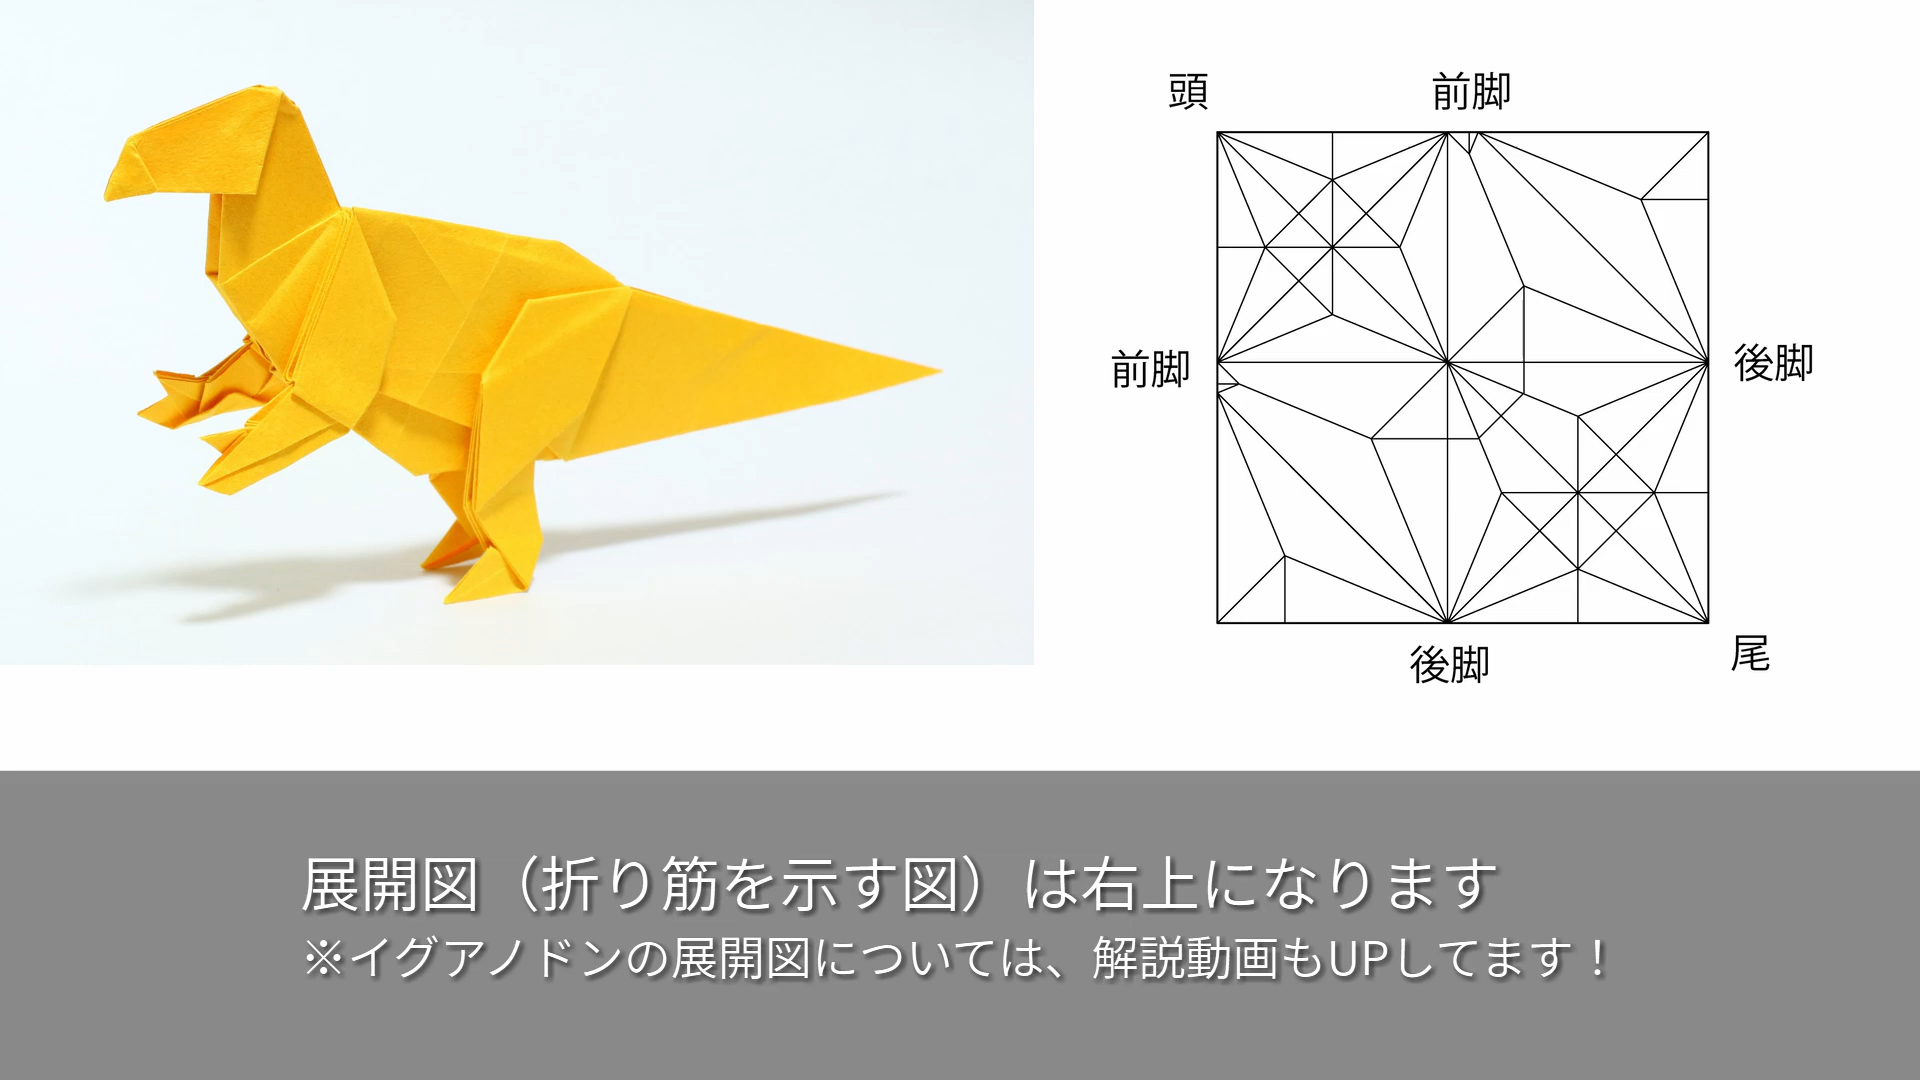 頭
前脚
前脚
後脚
後脚
尾
展開図（折り筋を示す図）は右上になります
※イグアノドンの展開図については、解説動画もUPしてます！